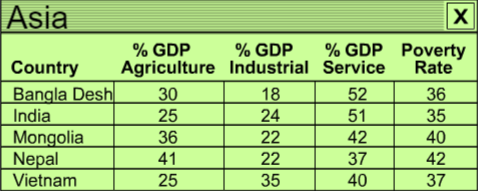 Asia X
Country % GDP Agriculture % GDP Industrial % GDP Service Poverty Rate
Bangla Desh 30 18 52 36
India 25 24 51 35
Mongolia 36 22 42 40
Nepal 41 22 37 42
Vietnam 25 35 40 37